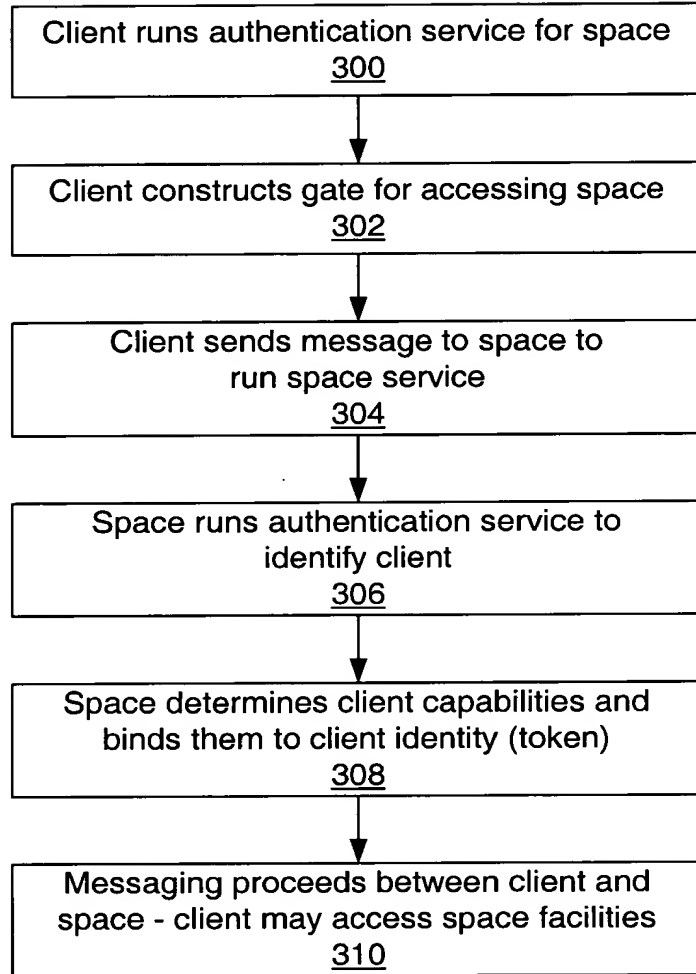 Client runs authentication service for space
300
Client constructs gate for accessing space
302
Client sends message to space to
run space service
304
Space runs authentication service to
identify client
306
Space determines client capabilities and
binds them to client identity (token)
308
Messaging proceeds between client and
space - client may access space facilities
310